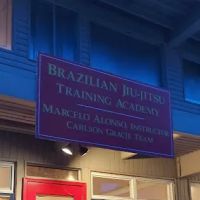 Brazilian Jiu-Jitsu
Training Academy
Marcelo Alonso, Instructor
Carlson Gracie Team